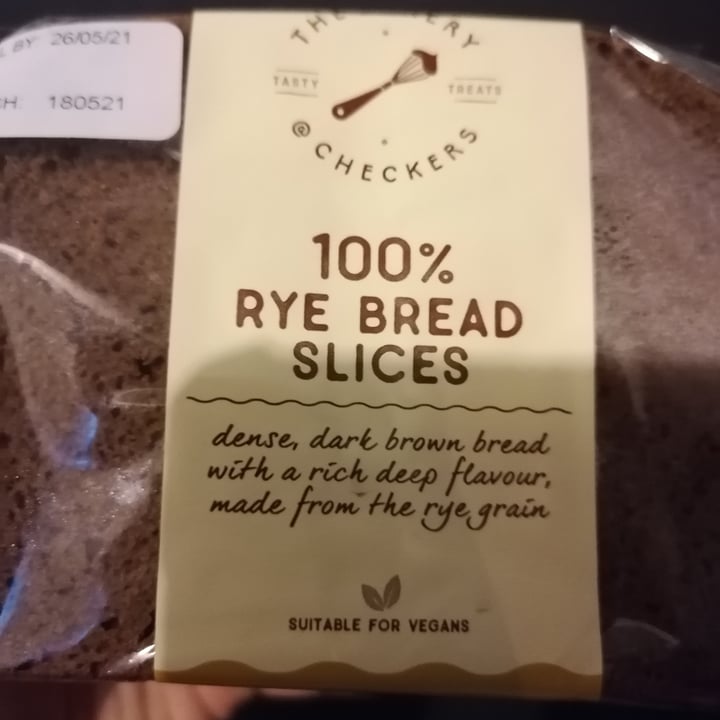 BY 26/05/21
180521
THE
TASTY
TREATS
@ CHECKERS
100%
RYE BREAD
SLICES
dense, dark brown bread
with a rich deep flavour,
made from the rye grain
SUITABLE FOR VEGANS